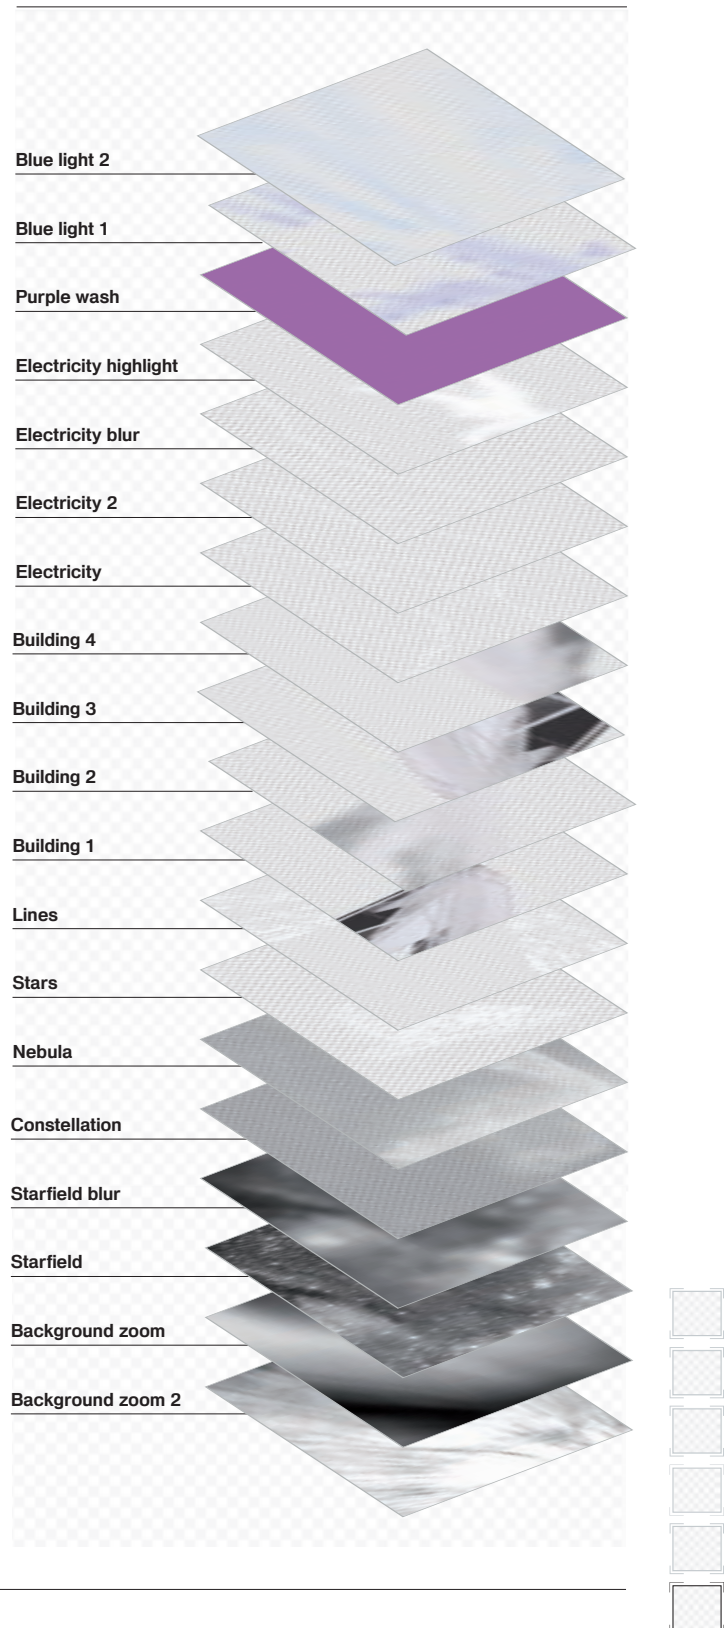 Blue light 2
Blue light 1
Purple wash
Electricity highlight
Electricity blur
Electricity 2
Electricity
Building 4
Building 3
Building 2
Building 1
Lines
Stars
Nebula
Constellation
Starfield blur
Starfield
Background zoom
Background zoom 2